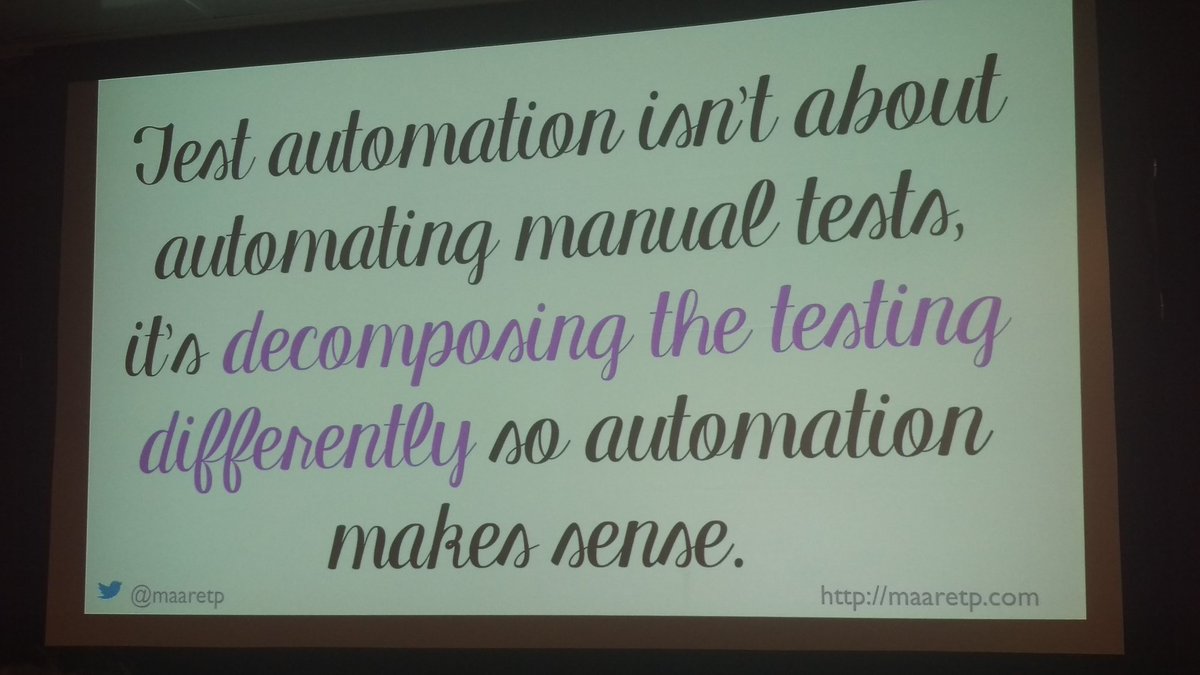 Test automation isn't about
automating manual tests,
it's decomposing the testing
differently so automation
makes sense.
@maaretp
http://maaretp.com